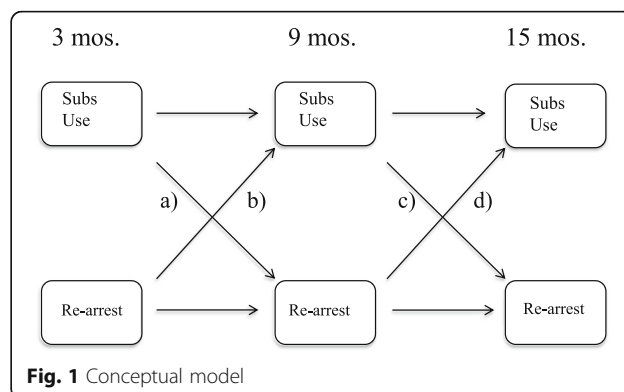 3 mos. 9 mos. 15 mos.
Subs Use
Subs Use
Subs Use
a) b) c) d)
Re-arrest Re-arrest Re-arrest
Fig. 1 Conceptual model